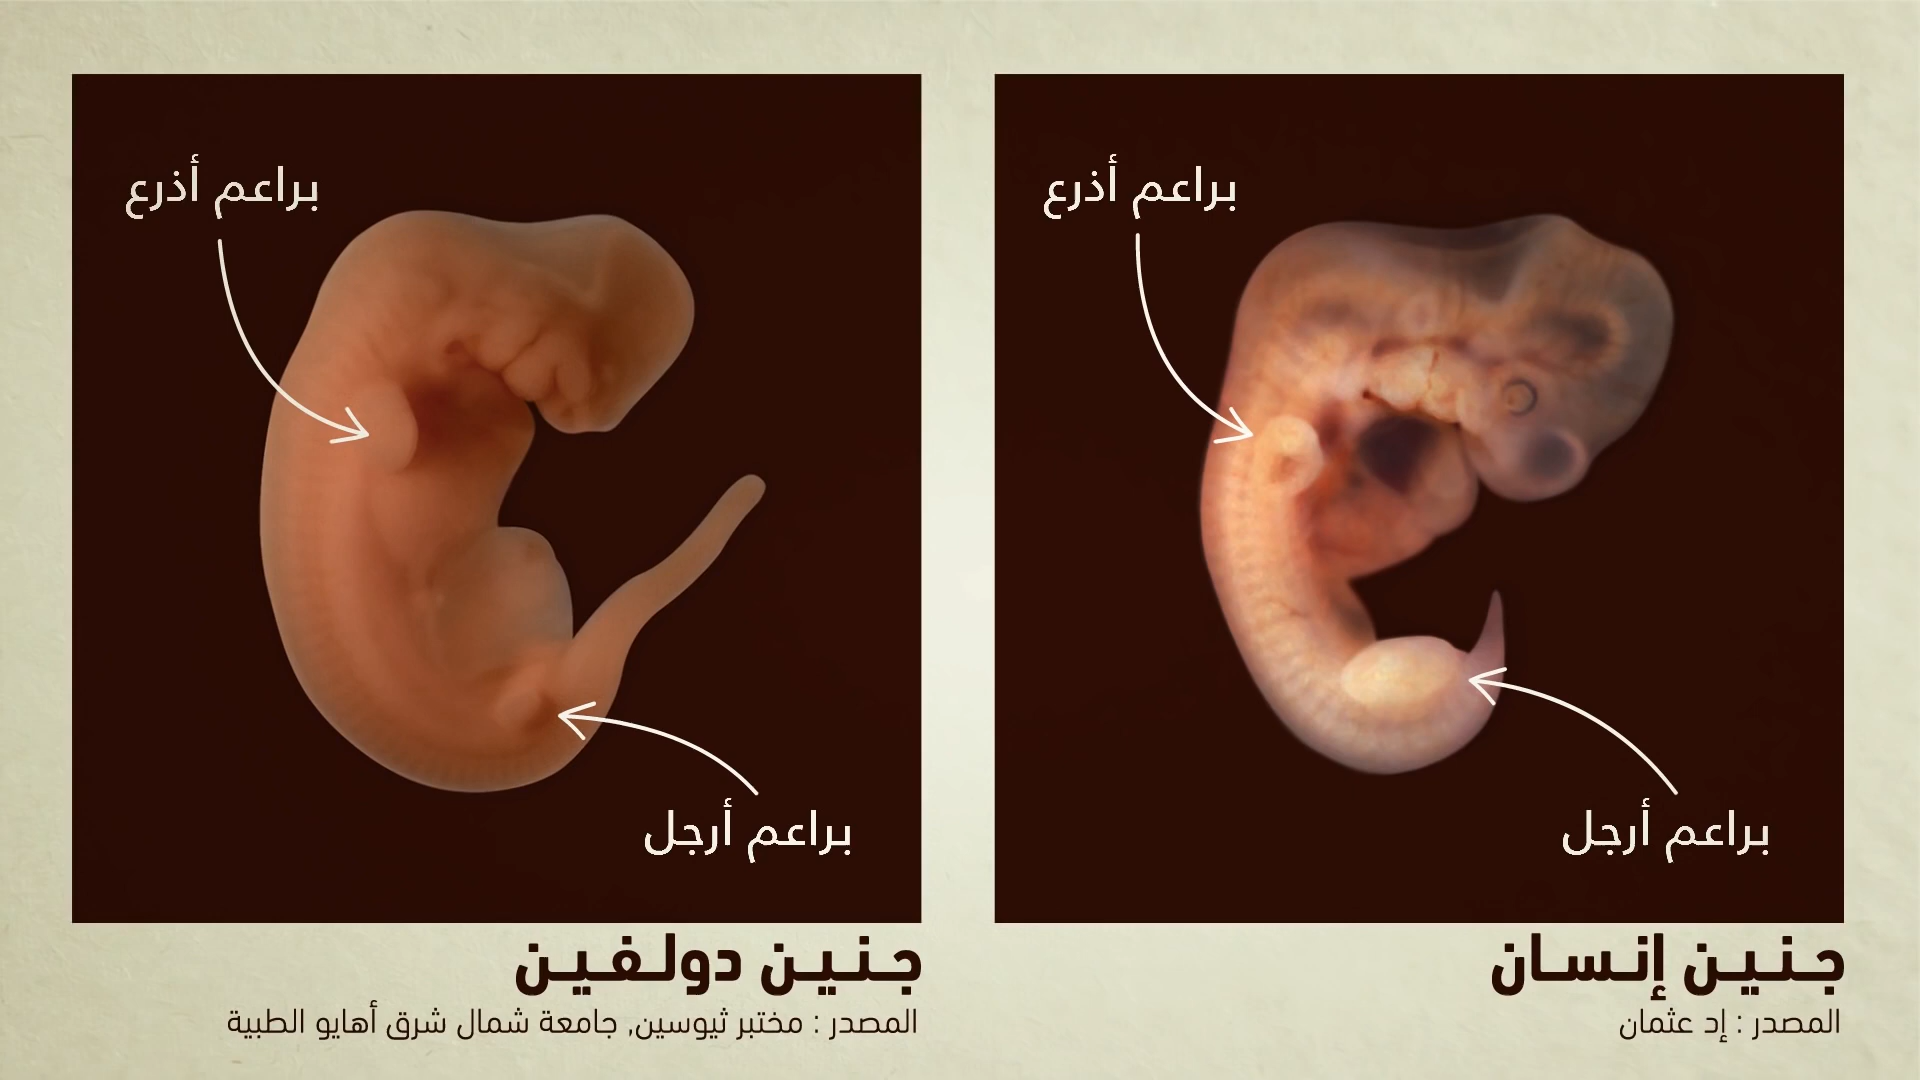 براعم أذرع
براعم أرجل
جنين إنسان
المصدر : إد عثمان
براعم أذرع
براعم أرجل
جنين دولفين
المصدر : مختبر ثيوسين, جامعة شمال شرق أهايو الطبية